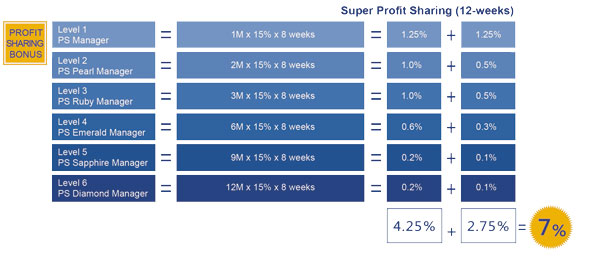 Super Profit Sharing (12-weeks)
PROFIT
SHARING
BONUS
Level 1
PS Manager = 1M x 15% x 8 weeks = 1.25% + 1.25%
Level 2
PS Pearl Manager = 2M x 15% x 8 weeks = 1.0% + 0.5%
Level 3
PS Ruby Manager = 3M x 15% x 8 weeks = 1.0% + 0.5%
Level 4
PS Emerald Manager = 6M x 15% x 8 weeks = 0.6% + 0.3%
Level 5
PS Sapphire Manager = 9M x 15% x 8 weeks = 0.2% + 0.1%
Level 6
PS Diamond Manager = 12M x 15% x 8 weeks = 0.2% + 0.1%
4.25% + 2.75% = 7%